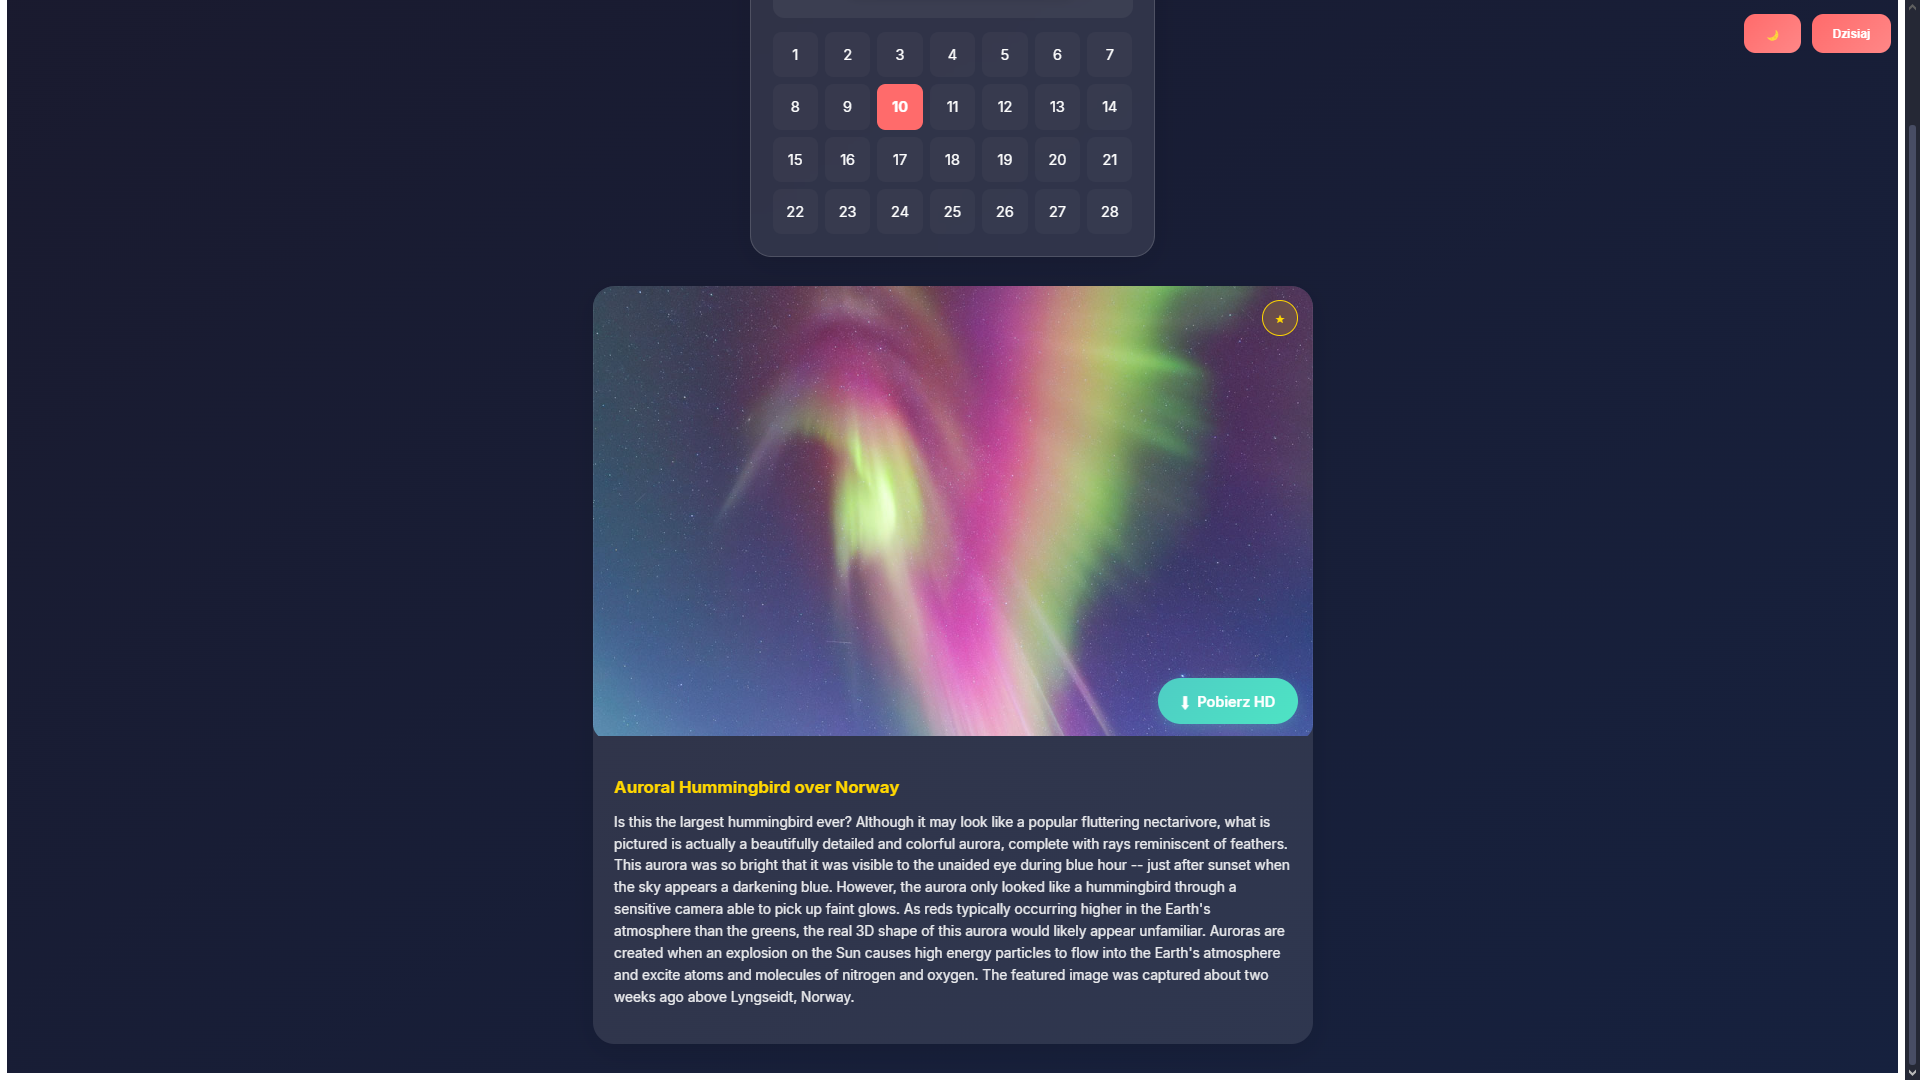 Dzisiaj
1 2 3 4 5 6 7
8 9 10 11 12 13 14
15 16 17 18 19 20 21
22 23 24 25 26 27 28
Pobierz HD
Auroral Hummingbird over Norway
Is this the largest hummingbird ever? Although it may look like a popular fluttering nectarivore, what is
pictured is actually a beautifully detailed and colorful aurora, complete with rays reminiscent of feathers.
This aurora was so bright that it was visible to the unaided eye during blue hour -- just after sunset when
the sky appears a darkening blue. However, the aurora only looked like a hummingbird through a
sensitive camera able to pick up faint glows. As reds typically occurring higher in the Earth's
atmosphere than the greens, the real 3D shape of this aurora would likely appear unfamiliar. Auroras are
created when an explosion on the Sun causes high energy particles to flow into the Earth's atmosphere
and excite atoms and molecules of nitrogen and oxygen. The featured image was captured about two
weeks ago above Lyngseidt, Norway.